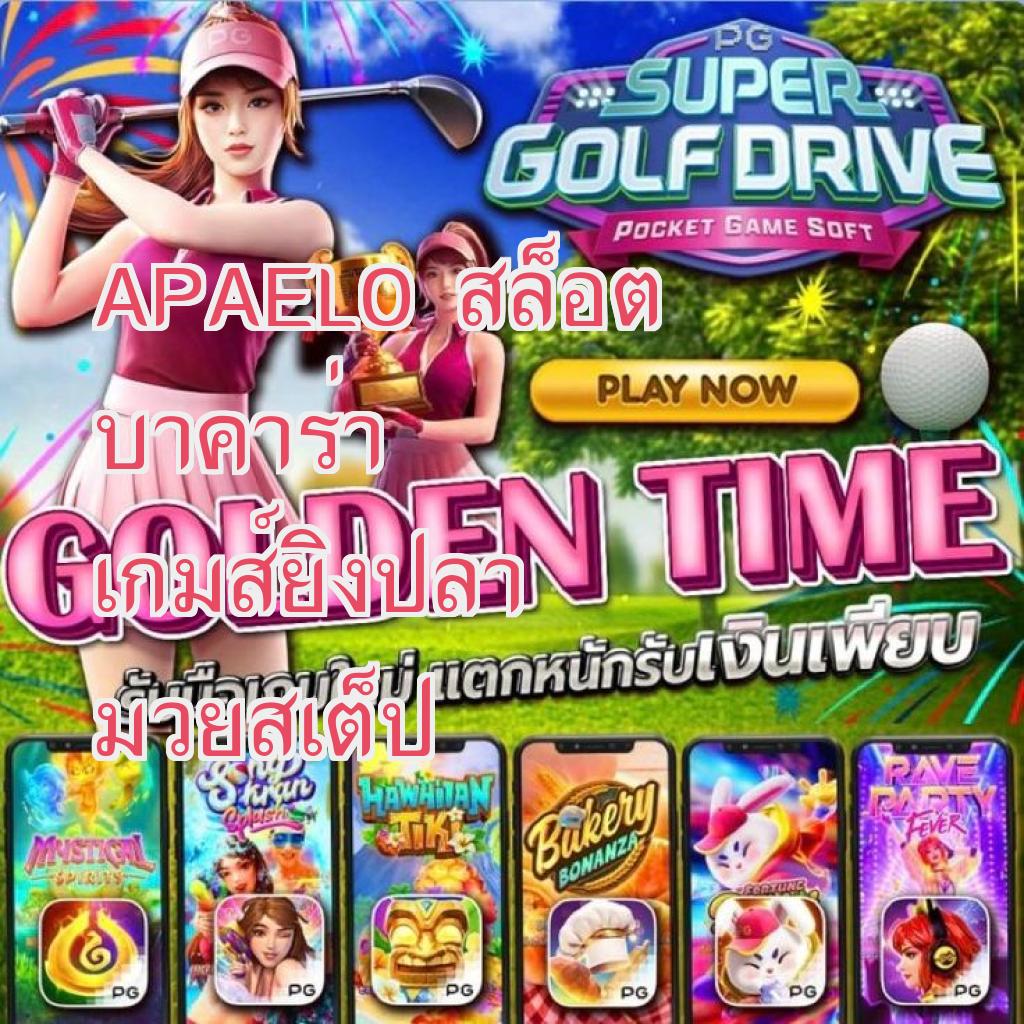 PG
PG
SUPER
GOLF DRIVE
POCKET GAME SOFT
APAELO สล็อต
PLAY NOW
บาคาร่า
GOLDEN TIME
เกมส์ยิงปลา
แตกหนักรับเงินเพียบ
มวยสเต็ป
MYSTICAL
SPIRITS
Splash
HAWAIIAN
TIKI
Bakery
BONANZA
FORTUNE
RAVE
PARTY
FEVER
PG
PG
PG
PG
PG
PG